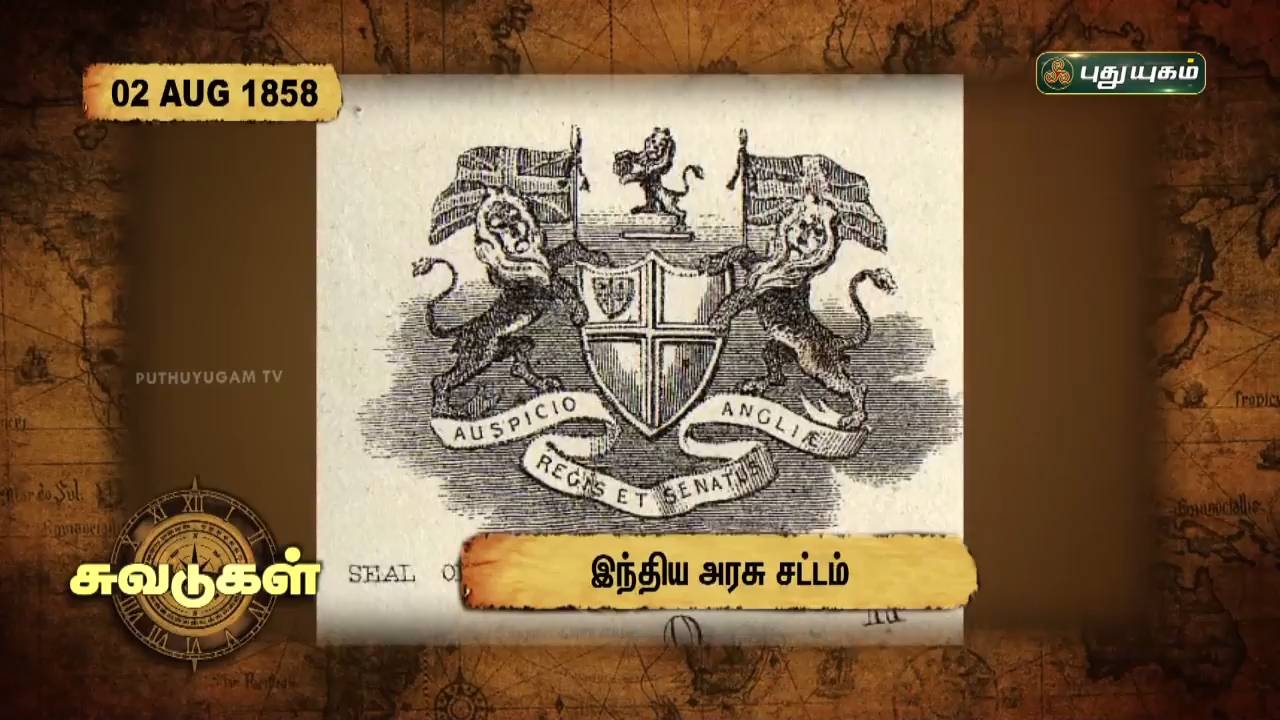 02 AUG 1858
புதுயுகம்
PUTHUYUGAM TV
AUSPICIO
REGIS ET SENATUS
ANGLIÆ
சுவடுகள்
SEAL
இந்திய அரசு சட்டம்